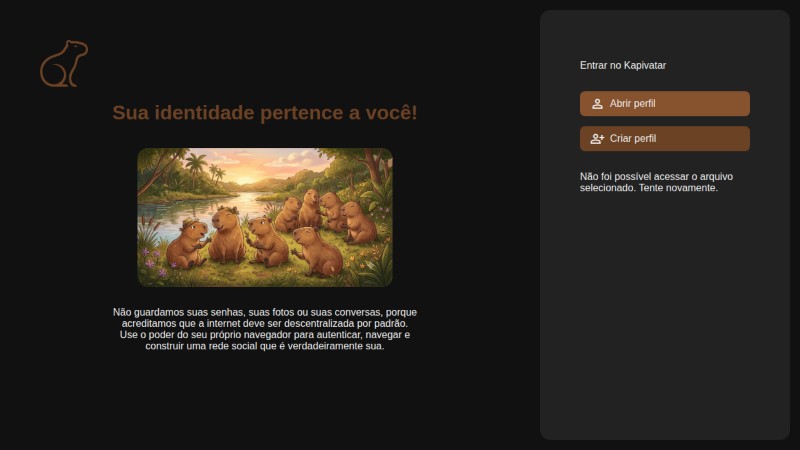 Sua identidade pertence a você!
Não guardamos suas senhas, suas fotos ou suas conversas, porque
acreditamos que a internet deve ser descentralizada por padrão.
Use o poder do seu próprio navegador para autenticar, navegar e
construir uma rede social que é verdadeiramente sua.
Entrar no Kapivatar
Abrir perfil
Criar perfil
Não foi possível acessar o arquivo
selecionado. Tente novamente.